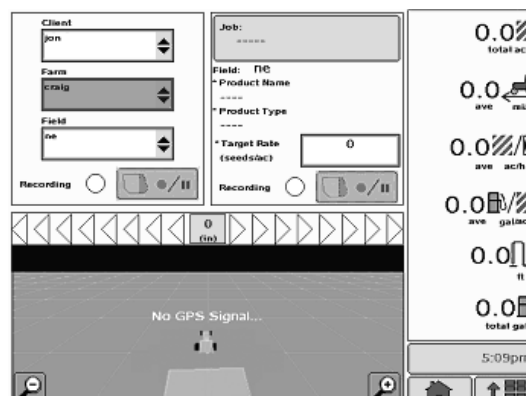 Client
jon
Farm
craig
Field
ne
Recording
Job:
-----
Field: ne
*Product Name
----
*Product Type
----
*Target Rate
(seeds/ac)
0
Recording
0
(in)
No GPS Signal...
0.0
total ac
0.0
ave
0.0
ave ac/h
0.0
ave
0.0
ft
0.0
total gal
5:09pm